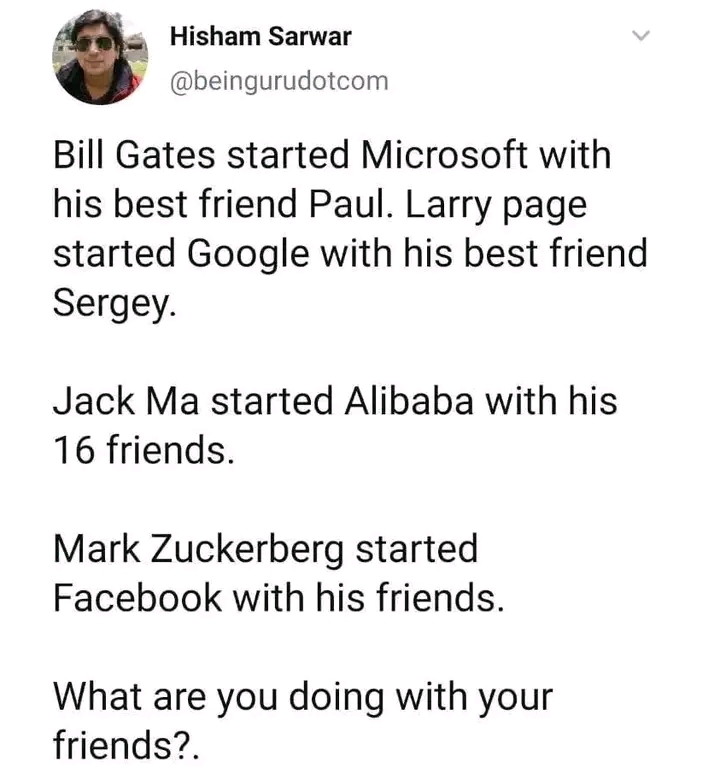 Hisham Sarwar
@beingurudotcom
Bill Gates started Microsoft with
his best friend Paul. Larry page
started Google with his best friend
Sergey.
Jack Ma started Alibaba with his
16 friends.
Mark Zuckerberg started
Facebook with his friends.
What are you doing with your
friends?.